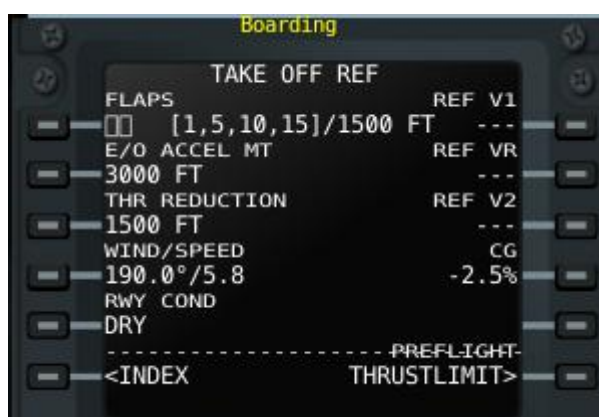 Boarding
TAKE OFF REF
FLAPS REF V1
▯▯ [1,5,10,15]/1500 FT ---
E/O ACCEL MT REF VR
3000 FT ---
THR REDUCTION REF V2
1500 FT ---
WIND/SPEED CG
190.0°/5.8 -2.5%
RWY COND
DRY
--------------------PREFLIGHT-
<INDEX THRUSTLIMIT>